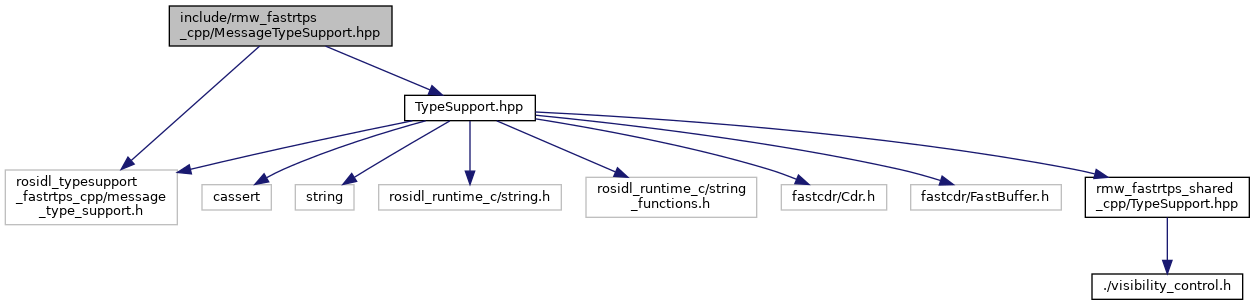 include/rmw_fastrtps
_cpp/MessageTypeSupport.hpp
TypeSupport.hpp
rosidl_typesupport
_fastrtps_cpp/message
_type_support.h
cassert
string
rosidl_runtime_c/string.h
rosidl_runtime_c/string
_functions.h
fastcdr/Cdr.h
fastcdr/FastBuffer.h
rmw_fastrtps_shared
_cpp/TypeSupport.hpp
./visibility_control.h